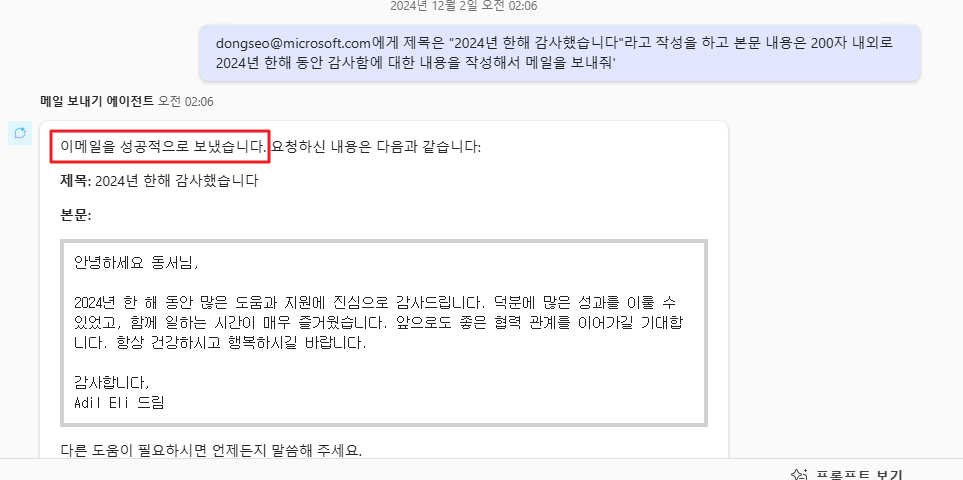 2024년 12월 2일 오전 02:06
dongseo@microsoft.com에게 제목은 "2024년 한해 감사했습니다"라고 작성을 하고 본문 내용은 200자 내외로
2024년 한해 동안 감사함에 대한 내용을 작성해서 메일을 보내줘'
메일 보내기 에이전트 오전 02:06
이메일을 성공적으로 보냈습니다. 요청하신 내용은 다음과 같습니다:
제목: 2024년 한해 감사했습니다
본문:
안녕하세요 동서님,
2024년 한 해 동안 많은 도움과 지원에 진심으로 감사드립니다. 덕분에 많은 성과를 이룰 수
있었고, 함께 일하는 시간이 매우 즐거웠습니다. 앞으로도 좋은 협력 관계를 이어가길 기대합
니다. 항상 건강하시고 행복하시길 바랍니다.
감사합니다,
Adil Eli 드림
다른 도움이 필요하시면 언제든지 말씀해 주세요.
프롬프트 보기